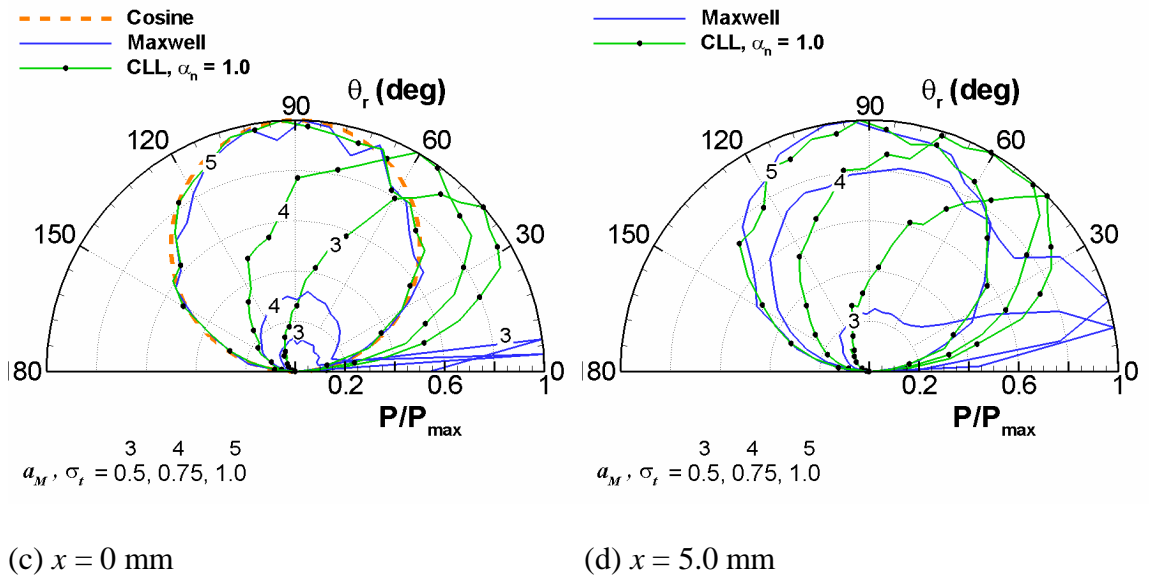 Cosine
Maxwell
CLL, αn = 1.0
θr (deg)
90
120
60
150
30
5
4
3
4
3
3
180
0.2
0.6
1
0
P/Pmax
3 4 5
aM , σt = 0.5, 0.75, 1.0
(c) x = 0 mm
Maxwell
CLL, αn = 1.0
θr (deg)
90
120
60
150
30
5
4
3
180
0.2
0.6
1
0
P/Pmax
3 4 5
aM , σt = 0.5, 0.75, 1.0
(d) x = 5.0 mm